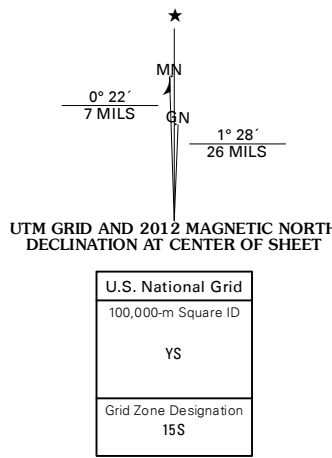 ★
MN
0° 22´
7 MILS
GN
1° 28´
26 MILS
UTM GRID AND 2012 MAGNETIC NORTH
DECLINATION AT CENTER OF SHEET
U.S. National Grid
100,000-m Square ID
YS
Grid Zone Designation
15S